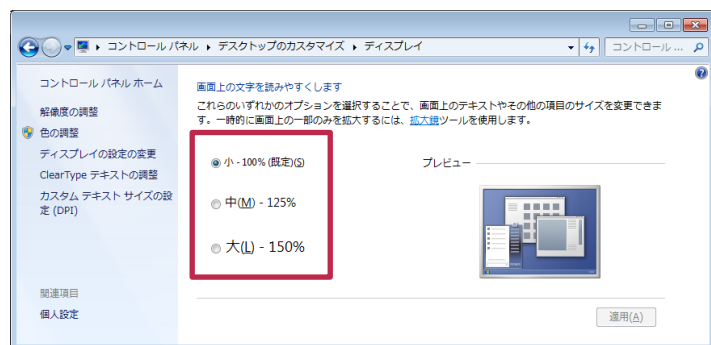 コントロール パネル ▸ デスクトップのカスタマイズ ▸ ディスプレイ
コントロール ...
コントロール パネル ホーム
解像度の調整
色の調整
ディスプレイの設定の変更
ClearType テキストの調整
カスタム テキスト サイズの設
定 (DPI)
関連項目
個人設定
画面上の文字を読みやすくします
これらのいずれかのオプションを選択することで、画面上のテキストやその他の項目のサイズを変更できま
す。一時的に画面上の一部のみを拡大するには、拡大鏡ツールを使用します。
小 - 100% (既定)(S)
中(M) - 125%
大(L) - 150%
プレビュー
適用(A)